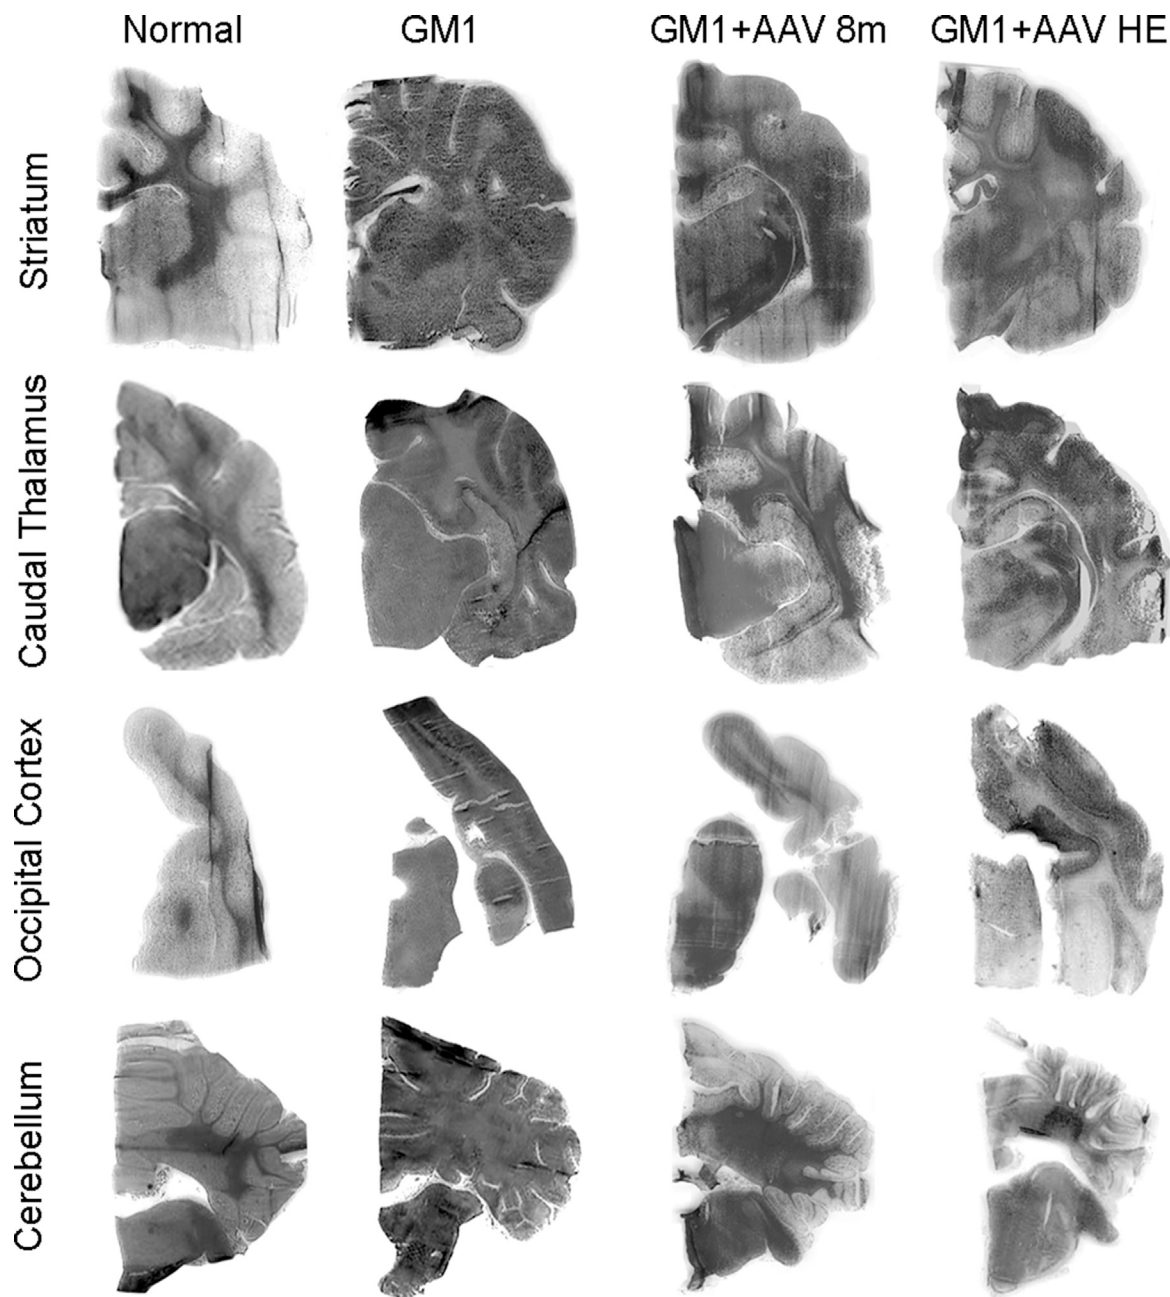 Normal GM1 GM1+AAV 8m GM1+AAV HE
Striatum
Caudal Thalamus
Occipital Cortex
Cerebellum